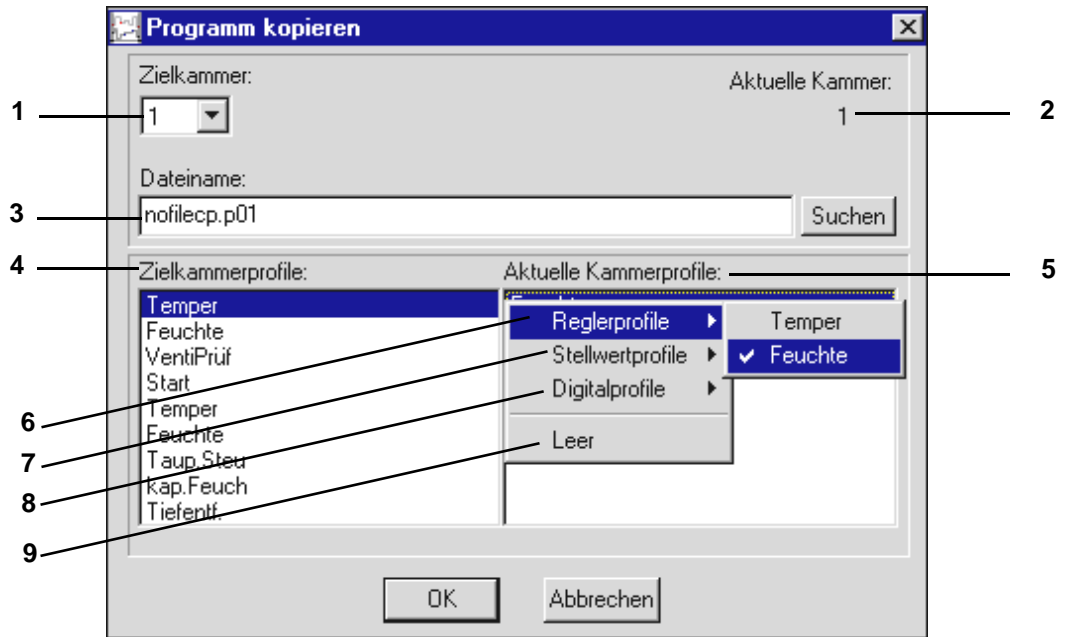 Programm kopieren
Zielkammer:
Aktuelle Kammer:
1
1
1
2
Dateiname:
3
nofilecp.p01
Suchen
4
Zielkammerprofile:
Aktuelle Kammerprofile:
5
Temper
Feuchte
VentiPrüf
Start
Temper
Feuchte
Taup.Steu
kap.Feuch
Tiefentf.
Reglerprofile
Stellwertprofile
Digitalprofile
Leer
Temper
Feuchte
6
7
8
9
OK
Abbrechen